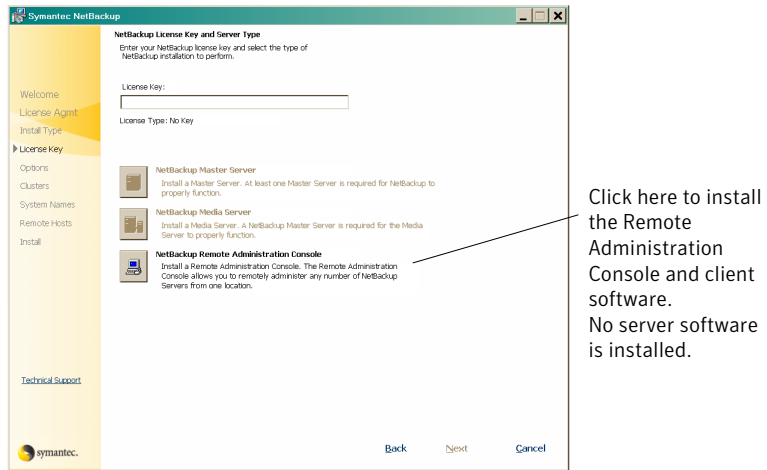 Symantec NetBackup
NetBackup License Key and Server Type
Enter your NetBackup license key and select the type of
NetBackup installation to perform.
License Key:
License Type: No Key
Welcome
License Agmt
Install Type
License Key
Options
Clusters
System Names
Remote Hosts
Install
NetBackup Master Server
Install a Master Server. At least one Master Server is required for NetBackup to
properly function.
NetBackup Media Server
Install a Media Server. A NetBackup Master Server is required for the Media
Server to properly function.
NetBackup Remote Administration Console
Install a Remote Administration Console. The Remote Administration
Console allows you to remotely administer any number of NetBackup
Servers from one location.
Click here to install
the Remote
Administration
Console and client
software.
No server software
is installed.
Technical Support
symantec.
Back
Next
Cancel